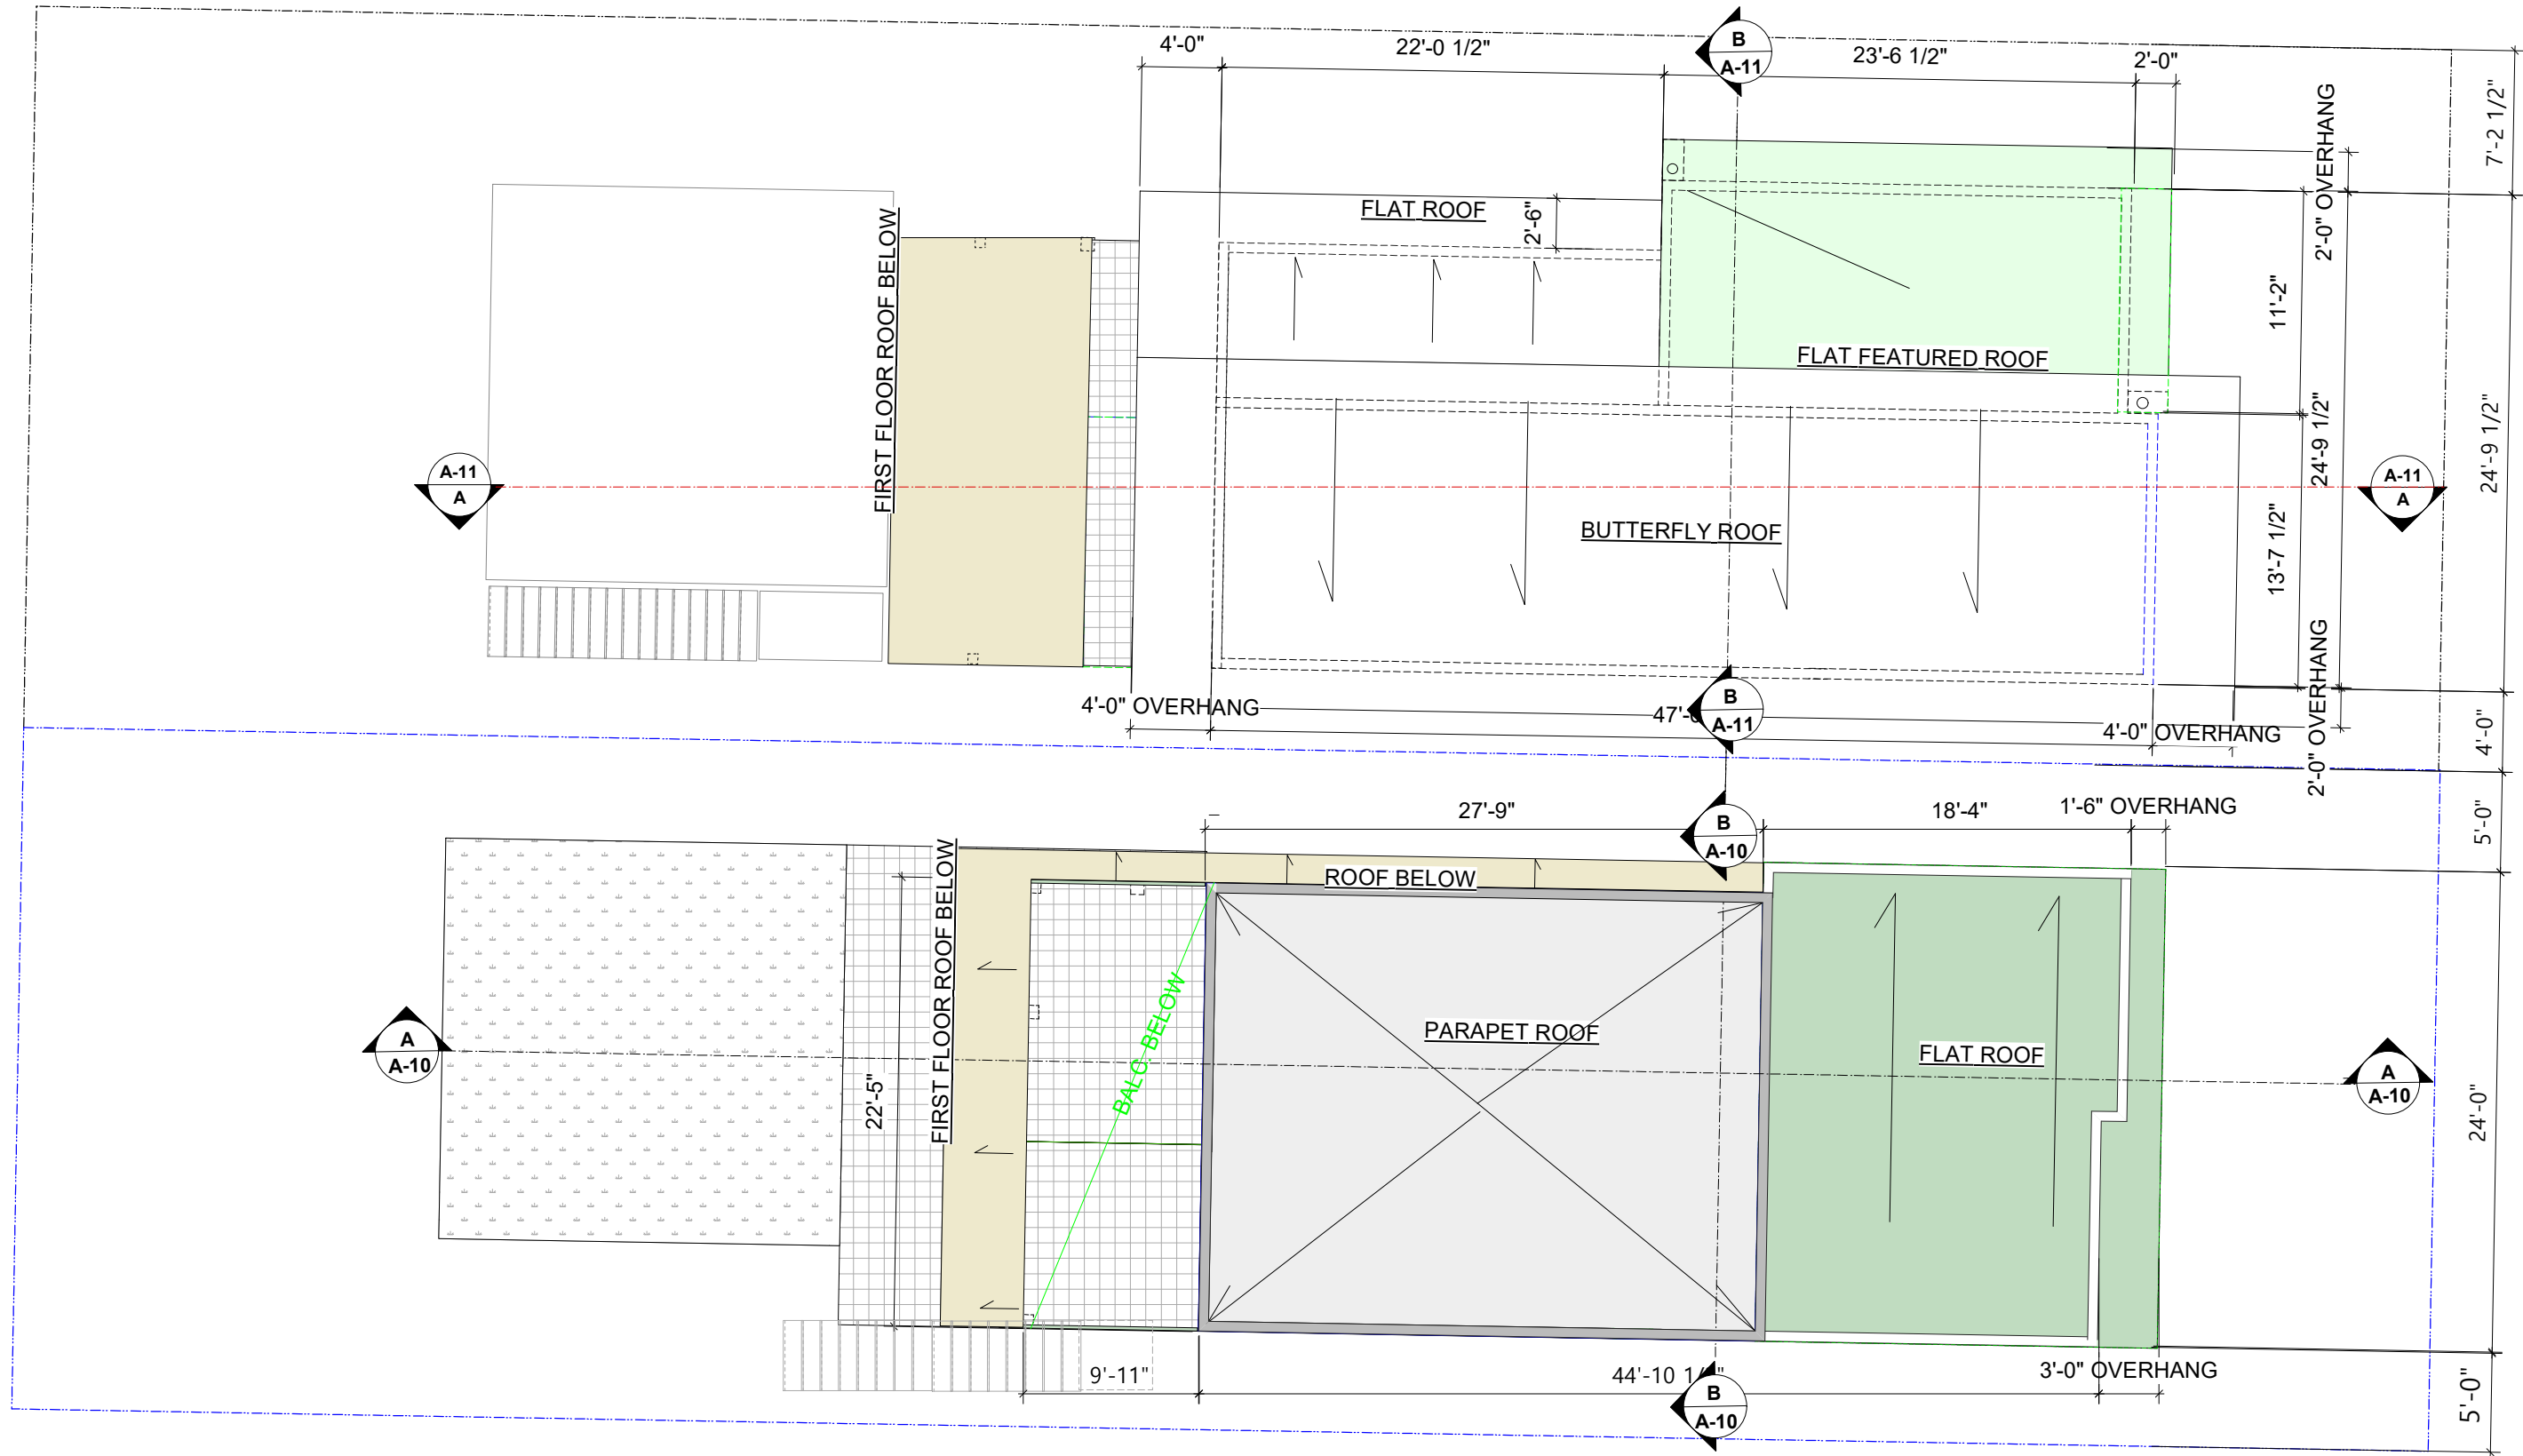 4'-0"
22'-0 1/2"
B
A-11
23'-6 1/2"
2'-0"
7'-2 1/2"
2'-0" OVERHANG
FLAT ROOF
2'-6"
FIRST FLOOR ROOF BELOW
11'-2"
FLAT FEATURED ROOF
24'-9 1/2"
24'-9 1/2"
A-11
A
A-11
A
BUTTERFLY ROOF
13'-7 1/2"
4'-0" OVERHANG
B
A-11
4'-0" OVERHANG
2'-0" OVERHANG
4'-0"
27'-9"
B
A-10
18'-4"
1'-6" OVERHANG
5'-0"
ROOF BELOW
FIRST FLOOR ROOF BELOW
BALC. BELOW
PARAPET ROOF
FLAT ROOF
A
A-10
A
A-10
22'-5"
24'-0"
9'-11"
44'-10
B
A-10
3'-0" OVERHANG
5'-0"